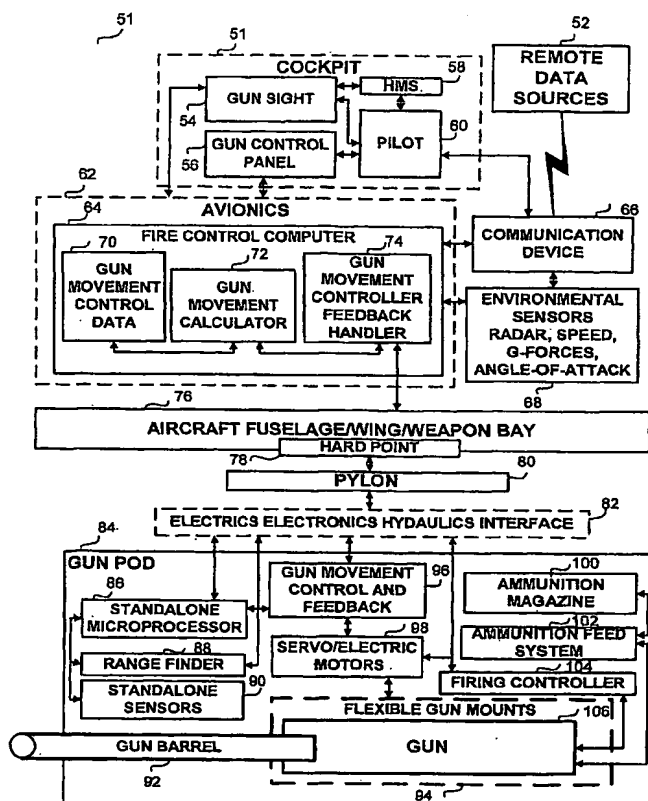 51
51
COCKPIT
52
REMOTE
DATA
SOURCES
58
HMS
GUN SIGHT
54
60
PILOT
GUN CONTROL
PANEL
56
62
AVIONICS
64
FIRE CONTROL COMPUTER
66
COMMUNICATION
DEVICE
70
GUN
MOVEMENT
CONTROL
DATA
72
GUN
MOVEMENT
CALCULATOR
74
GUN
MOVEMENT
CONTROLLER
FEEDBACK
HANDLER
ENVIRONMENTAL
SENSORS
RADAR, SPEED,
G-FORCES,
ANGLE-OF-ATTACK
68
76
AIRCRAFT FUSELAGE/WING/WEAPON BAY
HARD POINT
78
PYLON
80
ELECTRICS ELECTRONICS HYDAULICS INTERFACE
82
84
GUN POD
86
STANDALONE
MICROPROCESSOR
88
RANGE FINDER
90
STANDALONE
SENSORS
GUN MOVEMENT
CONTROL AND
FEEDBACK
96
98
SERVO/ELECTRIC
MOTORS
100
AMMUNITION
MAGAZINE
102
AMMUNITION FEED
SYSTEM
104
FIRING CONTROLLER
FLEXIBLE GUN MOUNTS
106
GUN
GUN BARREL
92
94